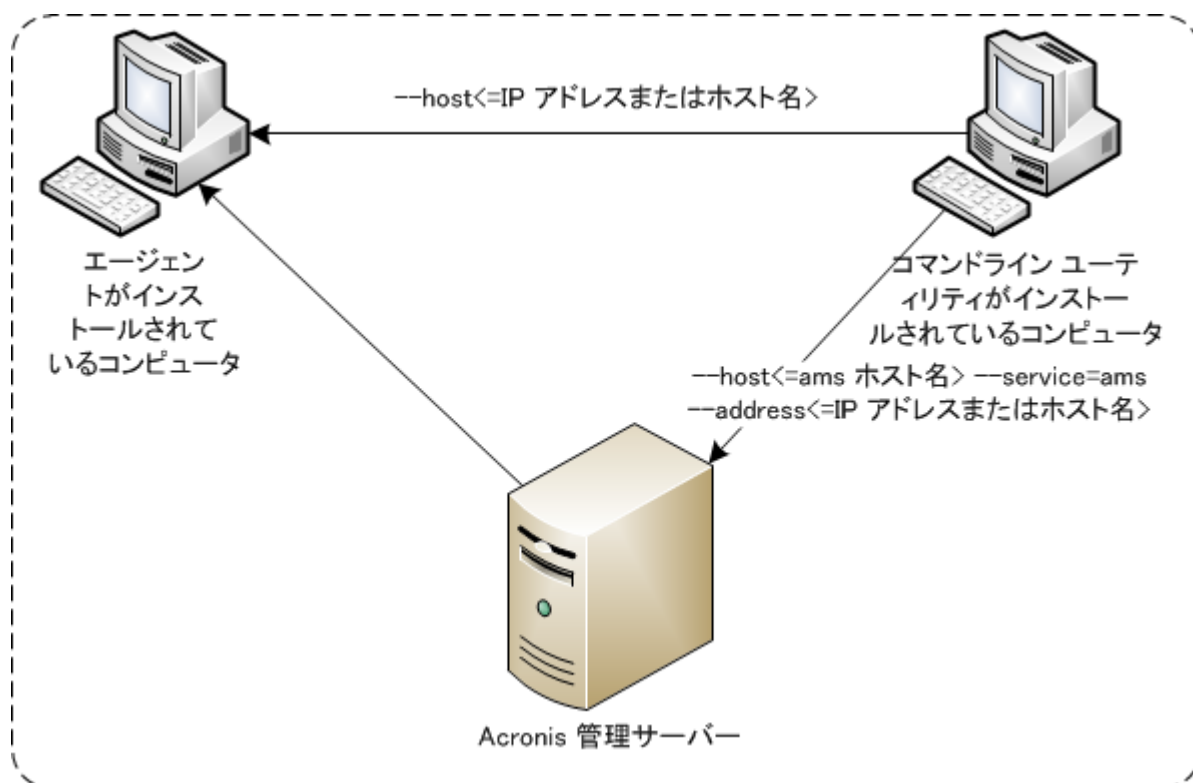 --host<=IP アドレスまたはホスト名>
エージェン
トがインス
トールされて
いるコンピュータ
コマンドライン ユーテ
ィリティがインストー
ルされているコンピュータ
--host<=ams ホスト名> --service=ams
--address<=IP アドレスまたはホスト名>
Acronis 管理サーバー